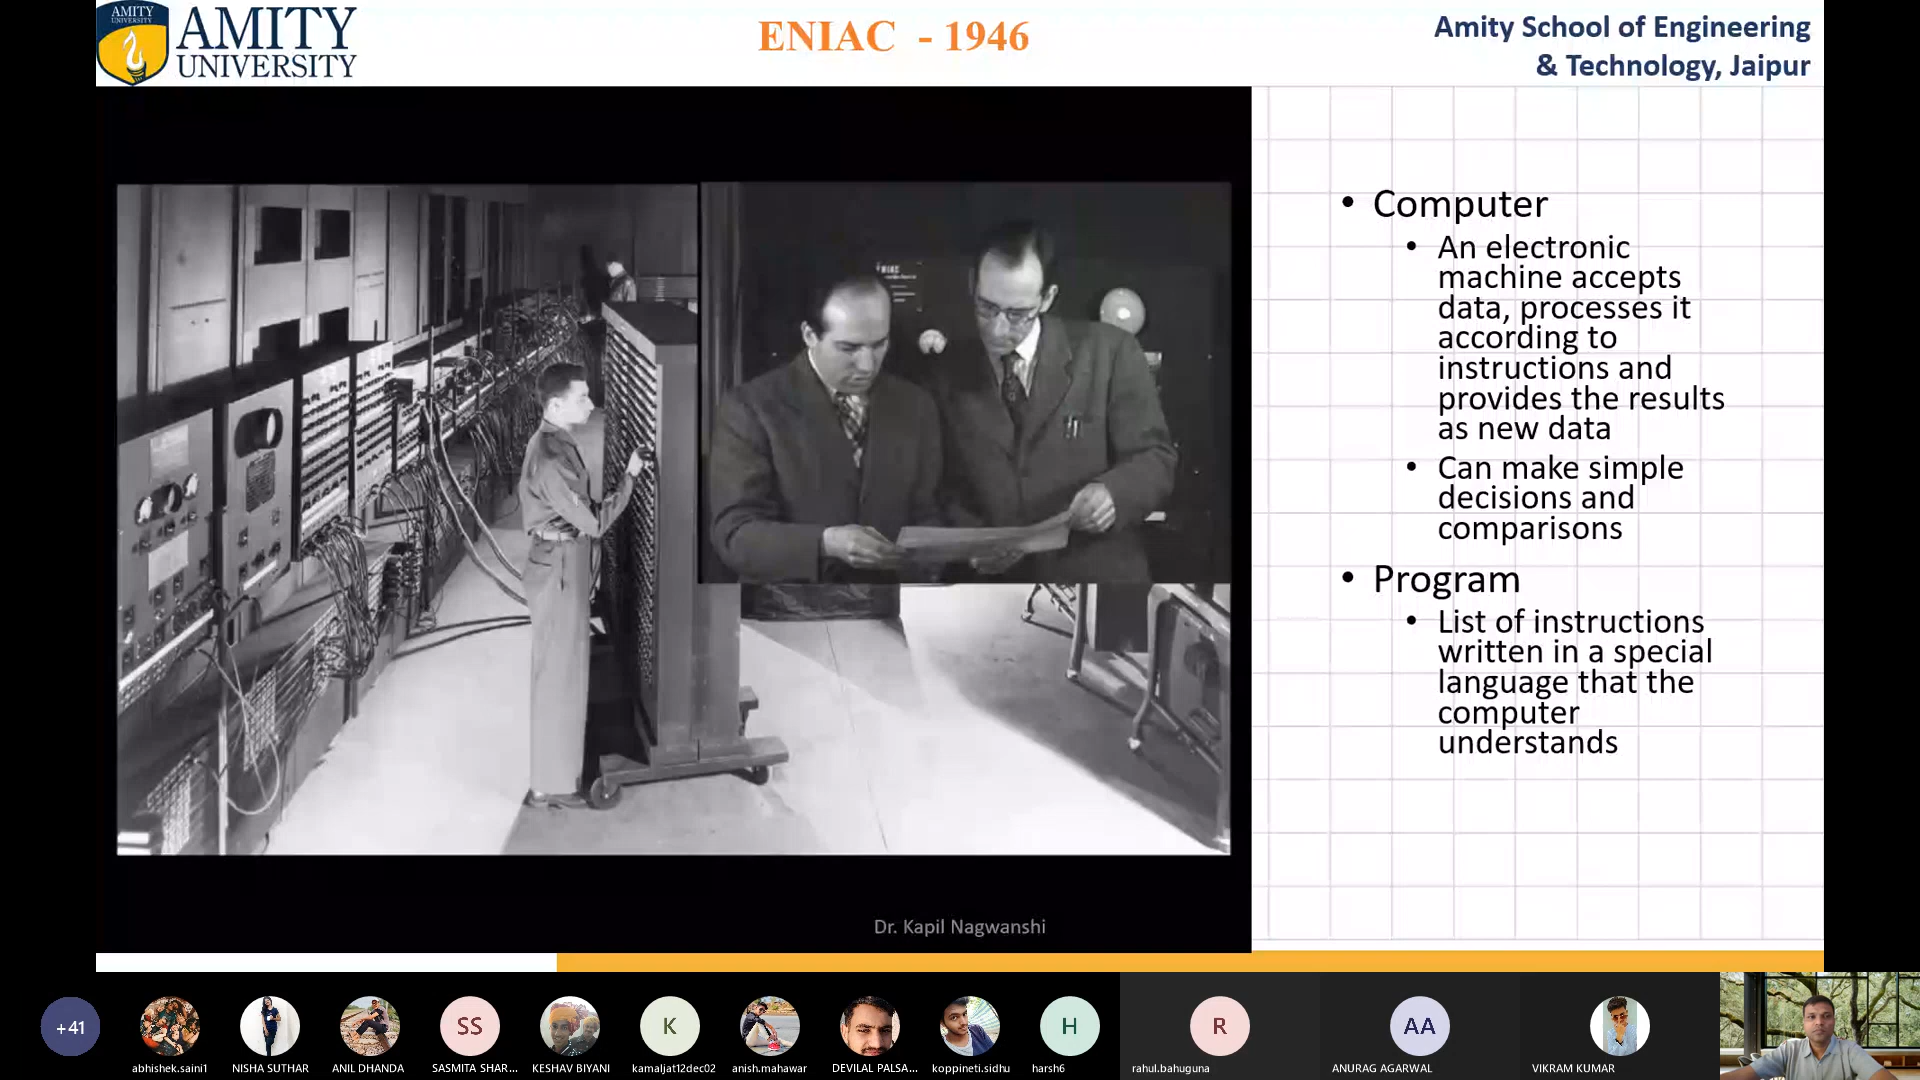 AMITY
UNIVERSITY
AMITY
UNIVERSITY
ENIAC - 1946
Amity School of Engineering
& Technology, Jaipur
• Computer
• An electronic
machine accepts
data, processes it
according to
instructions and
provides the results
as new data
• Can make simple
decisions and
comparisons
• Program
• List of instructions
written in a special
language that the
computer
understands
Dr. Kapil Nagwanshi
+41
SS
K
H
R
AA
abhishek.saini1
NISHA SUTHAR
ANIL DHANDA
SASMITA SHAR...
KESHAV BIYANI
kamaljat12dec02
anish.mahawar
DEVILAL PALSA...
koppineti.sidhu
harsh6
rahul.bahuguna
ANURAG AGARWAL
VIKRAM KUMAR